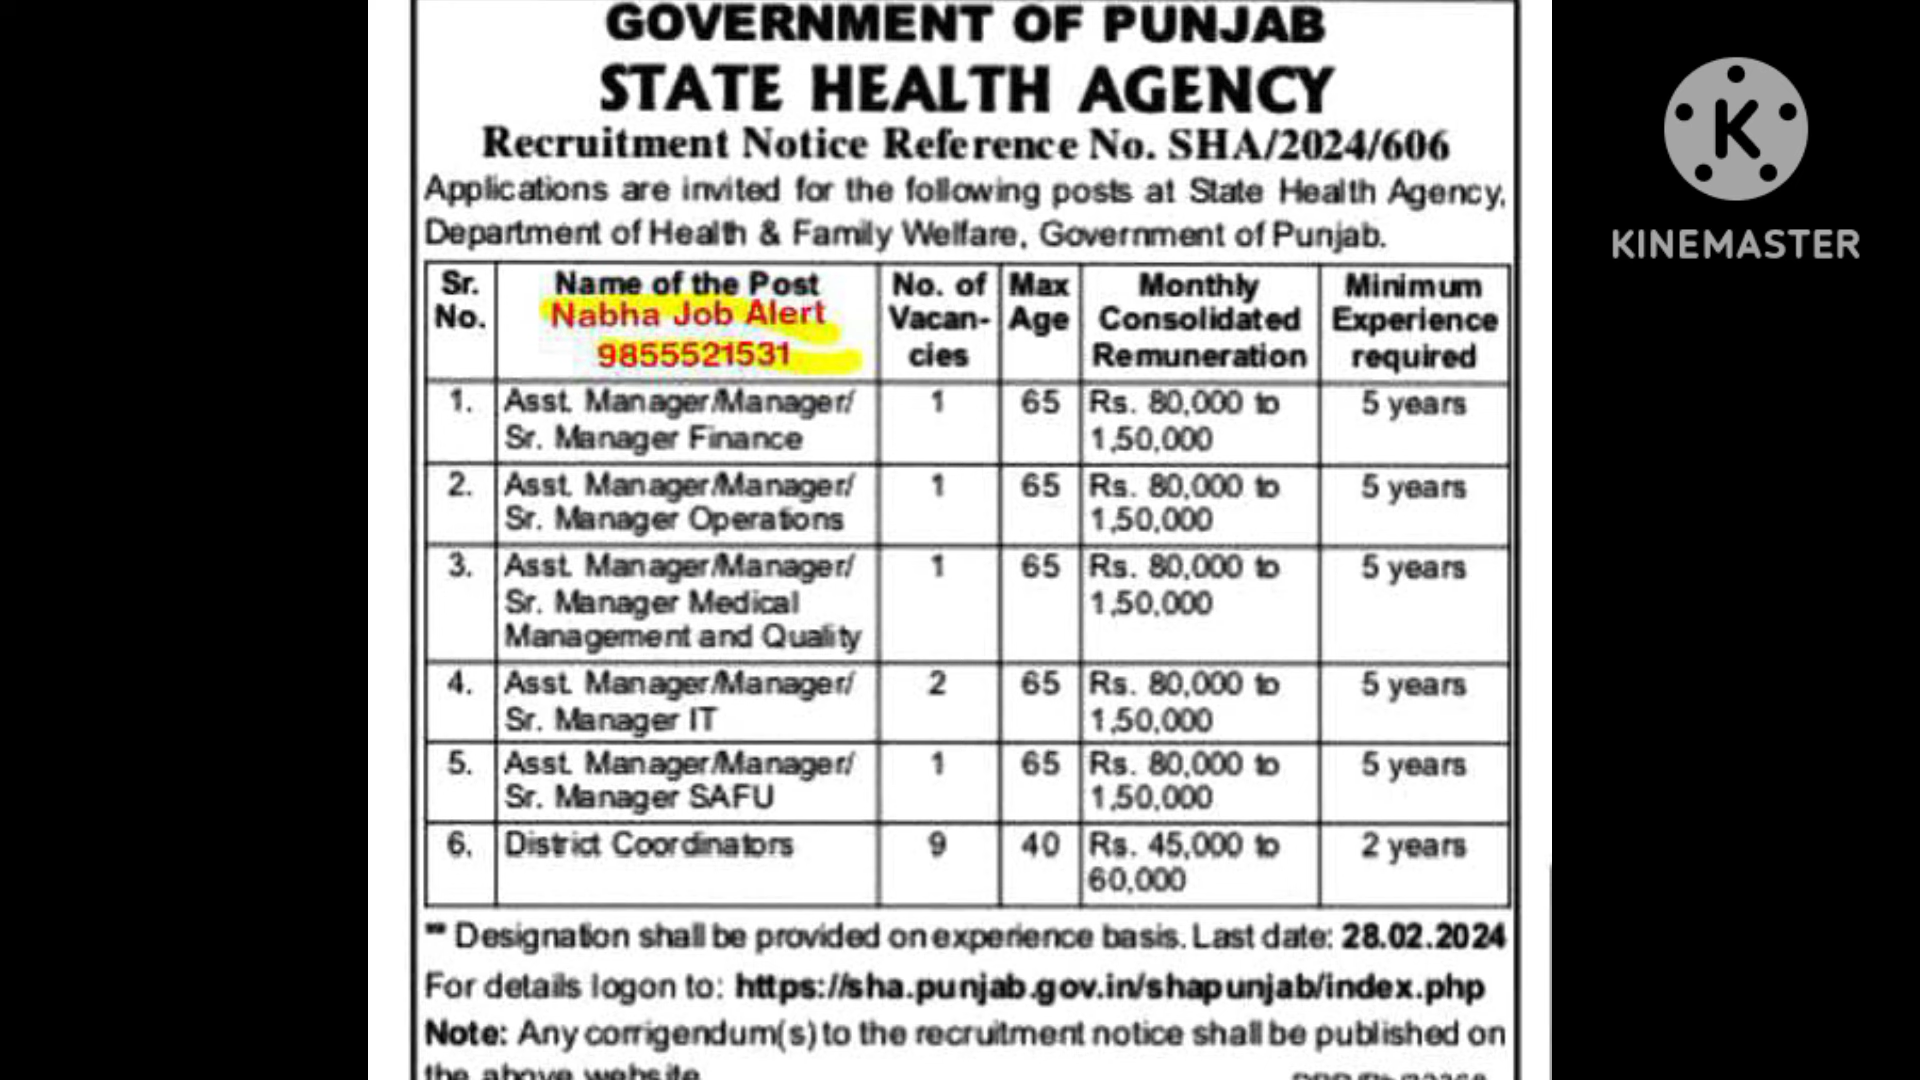 GOVERNMENT OF PUNJAB
STATE HEALTH AGENCY
Recruitment Notice Reference No. SHA/2024/606
Applications are invited for the following posts at State Health Agency,
Department of Health & Family Welfare, Government of Punjab.
Sr. No. Name of the Post No. of Vacan-cies Max Age Monthly Consolidated Remuneration Minimum Experience required
Nabha Job Alert
9855521531
1. Asst. Manager/Manager/ 1 65 Rs. 80,000 to 5 years
Sr. Manager Finance 1,50,000
2. Asst. Manager/Manager/ 1 65 Rs. 80,000 to 5 years
Sr. Manager Operations 1,50,000
3. Asst. Manager/Manager/ 1 65 Rs. 80,000 to 5 years
Sr. Manager Medical 1,50,000
Management and Quality
4. Asst. Manager/Manager/ 2 65 Rs. 80,000 to 5 years
Sr. Manager IT 1,50,000
5. Asst. Manager/Manager/ 1 65 Rs. 80,000 to 5 years
Sr. Manager SAFU 1,50,000
6. District Coordinators 9 40 Rs. 45,000 to 2 years
60,000
** Designation shall be provided on experience basis. Last date: 28.02.2024
For details logon to: https://sha.punjab.gov.in/shapunjab/index.php
Note: Any corrigendum(s) to the recruitment notice shall be published on
the above website
K
KINEMASTER